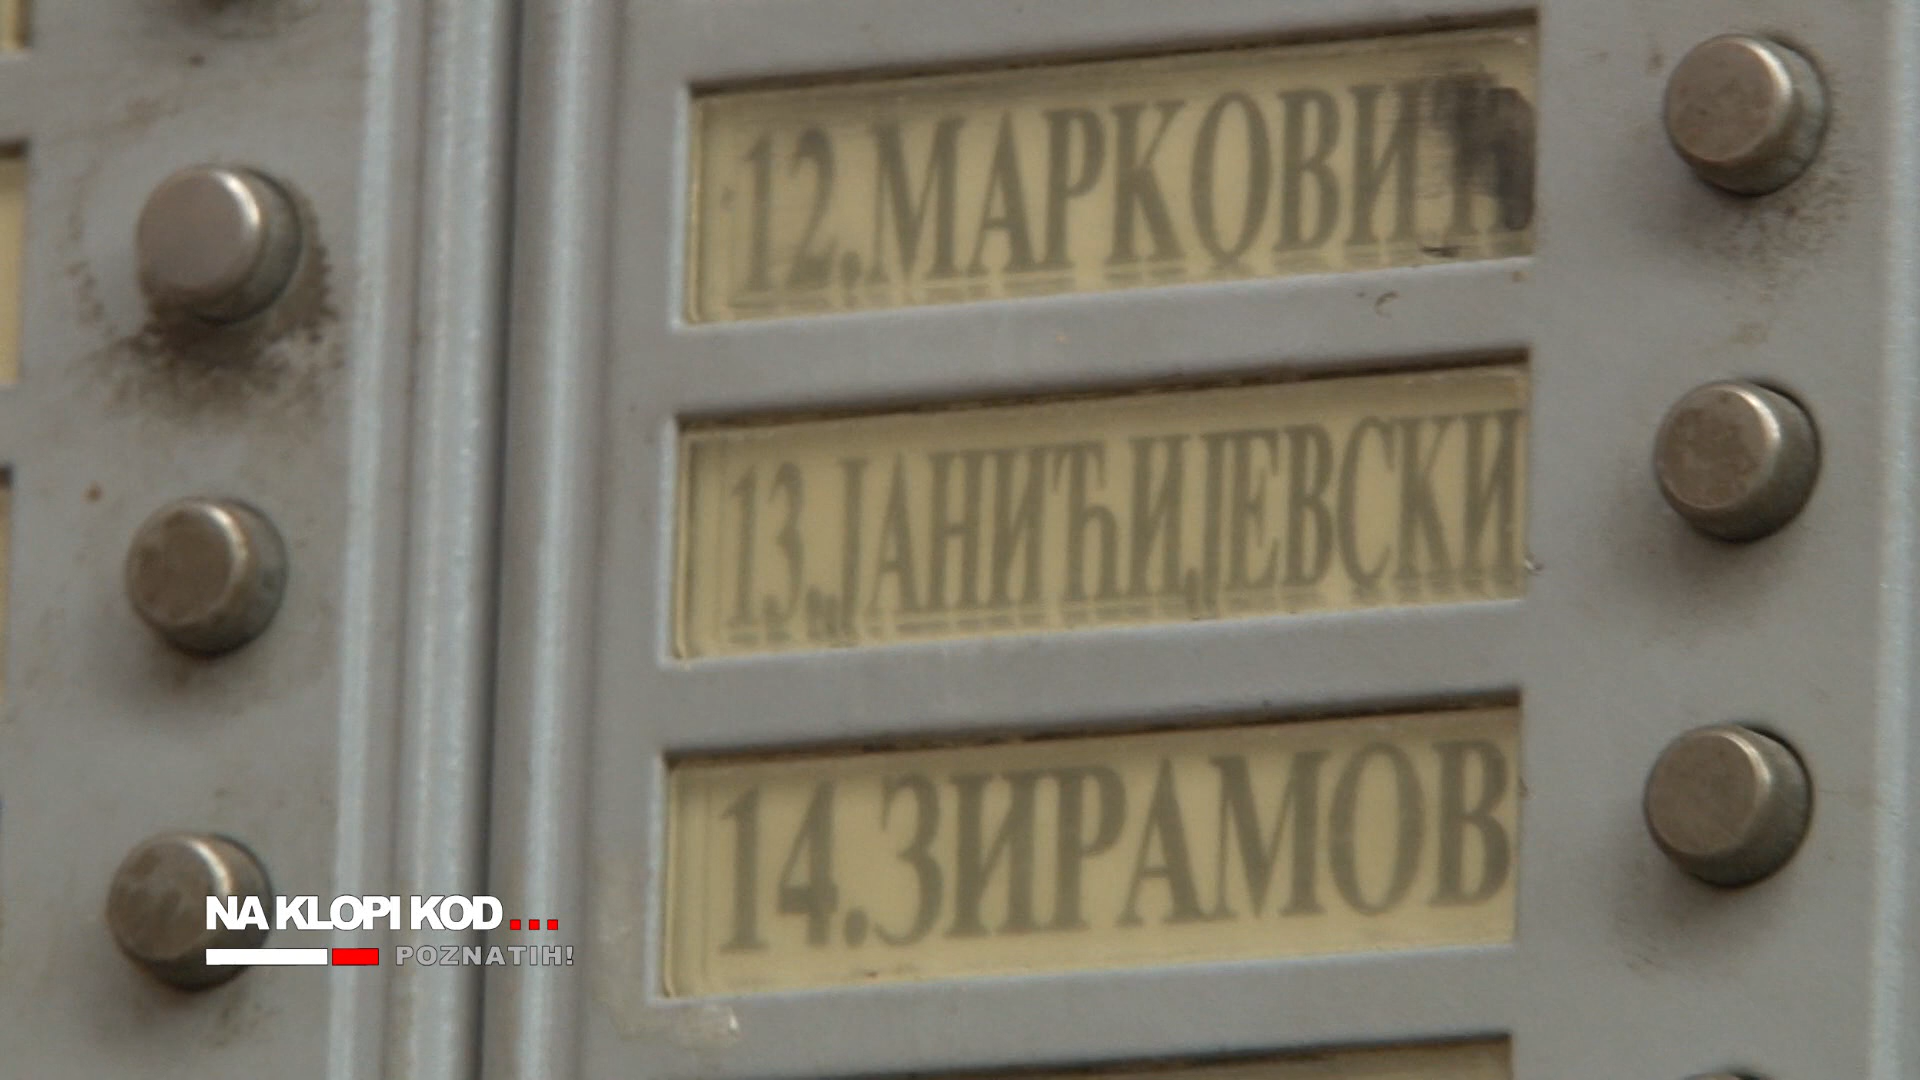 12.МАРКОВИЋ
13.ЈАНИЋИЈЕВСКИ
14.ЗИРАМОВ
NA KLOPI KOD...
POZNATIH!